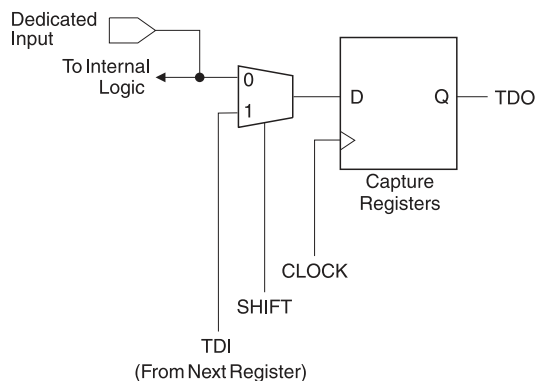 Dedicated
Input
To Internal
Logic
0
1
D
Q
TDO
Capture
Registers
CLOCK
SHIFT
TDI
(From Next Register)